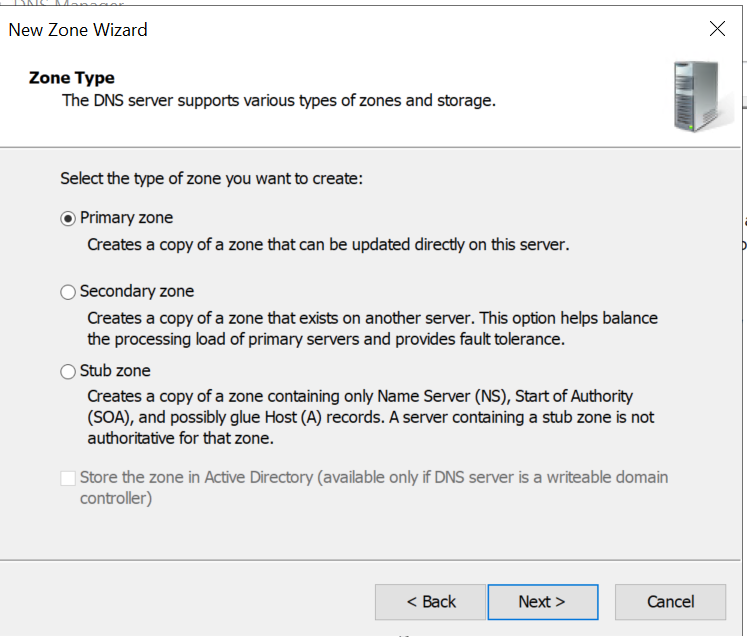 DNS Manager
New Zone Wizard
Zone Type
The DNS server supports various types of zones and storage.
Select the type of zone you want to create:
Primary zone
Creates a copy of a zone that can be updated directly on this server.
Secondary zone
Creates a copy of a zone that exists on another server. This option helps balance
the processing load of primary servers and provides fault tolerance.
Stub zone
Creates a copy of a zone containing only Name Server (NS), Start of Authority
(SOA), and possibly glue Host (A) records. A server containing a stub zone is not
authoritative for that zone.
Store the zone in Active Directory (available only if DNS server is a writeable domain
controller)
< Back
Next >
Cancel